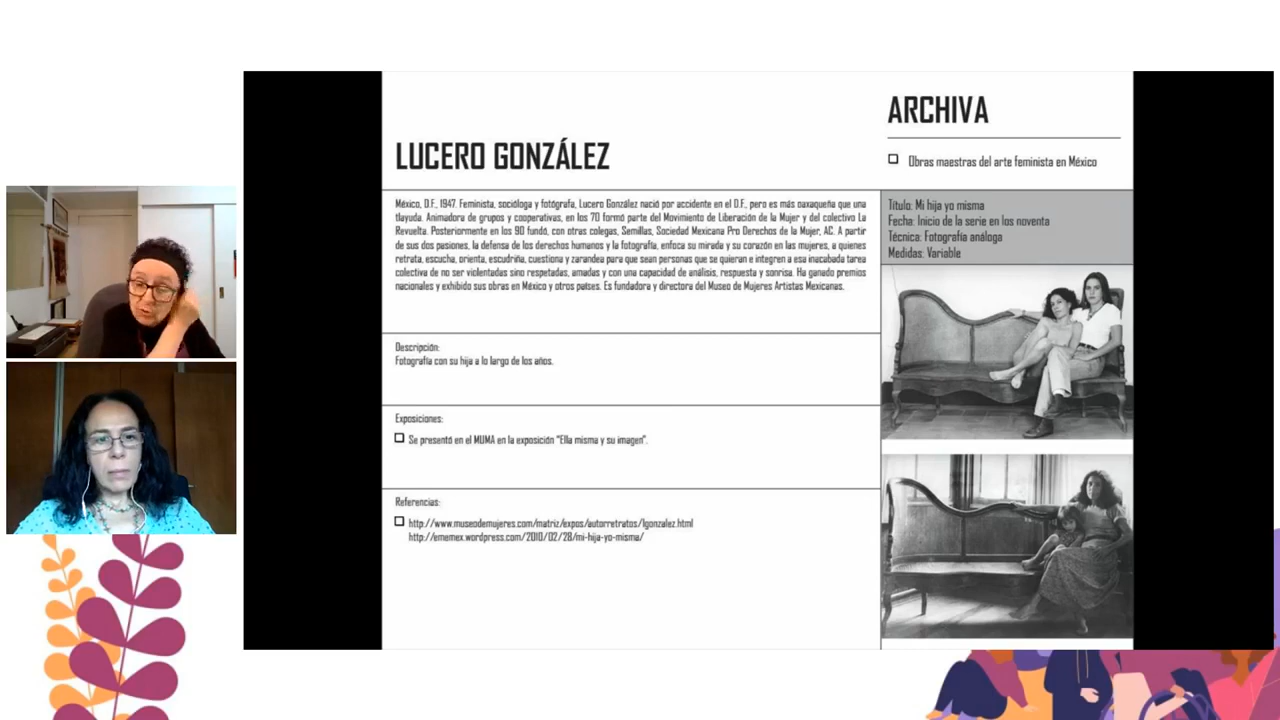 ARCHIVA
Obras maestras del arte feminista en México
LUCERO GONZÁLEZ
México, D.F., 1947. Feminista, socióloga y fotógrafa, Lucero González nació por accidente en el D.F., pero es más oaxaqueña que una
tlayuda. Animadora de grupos y cooperativas, en los 70 formó parte del Movimiento de Liberación de la Mujer y del colectivo La
Revuelta. Posteriormente en los 90 fundó, con otras colegas, Semillas, Sociedad Mexicana Pro Derechos de la Mujer, AC. A partir
de sus dos pasiones, la defensa de los derechos humanos y la fotografía, enfoca su mirada y su corazón en las mujeres, a quienes
retrata, escucha, orienta, escudriña, cuestiona y zarandea para que sean personas que se quieran e integren a esa inacabada tarea
colectiva de no ser violentadas sino respetadas, amadas y con una capacidad de análisis, respuesta y sonrisa. Ha ganado premios
nacionales y exhibido sus obras en México y otros países. Es fundadora y directora del Museo de Mujeres Artistas Mexicanas.
Título: Mi hija yo misma
Fecha: Inicio de la serie en los noventa
Técnica: Fotografía análoga
Medidas: Variable
Descripción:
Fotografía con su hija a lo largo de los años.
Exposiciones:
Se presentó en el MUMA en la exposición "Ella misma y su imagen".
Referencias:
http://www.museodemujeres.com/matriz/expos/autorretratos/lgonzalez.html
http://ememex.wordpress.com/2010/02/28/mi-hija-yo-misma/